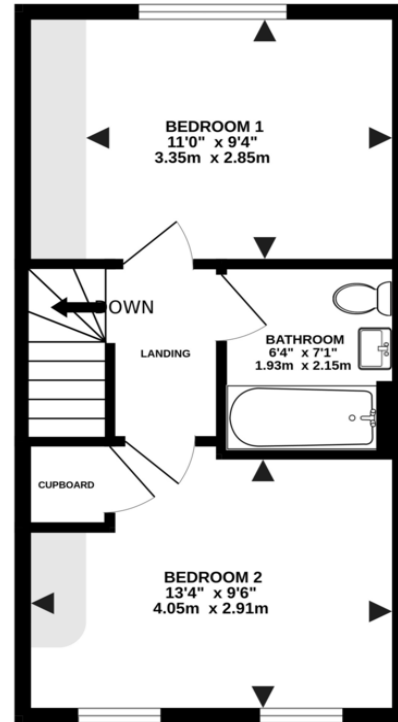 BEDROOM 1
11'0" x 9'4"
3.35m x 2.85m
DOWN
LANDING
BATHROOM
6'4" x 7'1"
1.93m x 2.15m
CUPBOARD
BEDROOM 2
13'4" x 9'6"
4.05m x 2.91m